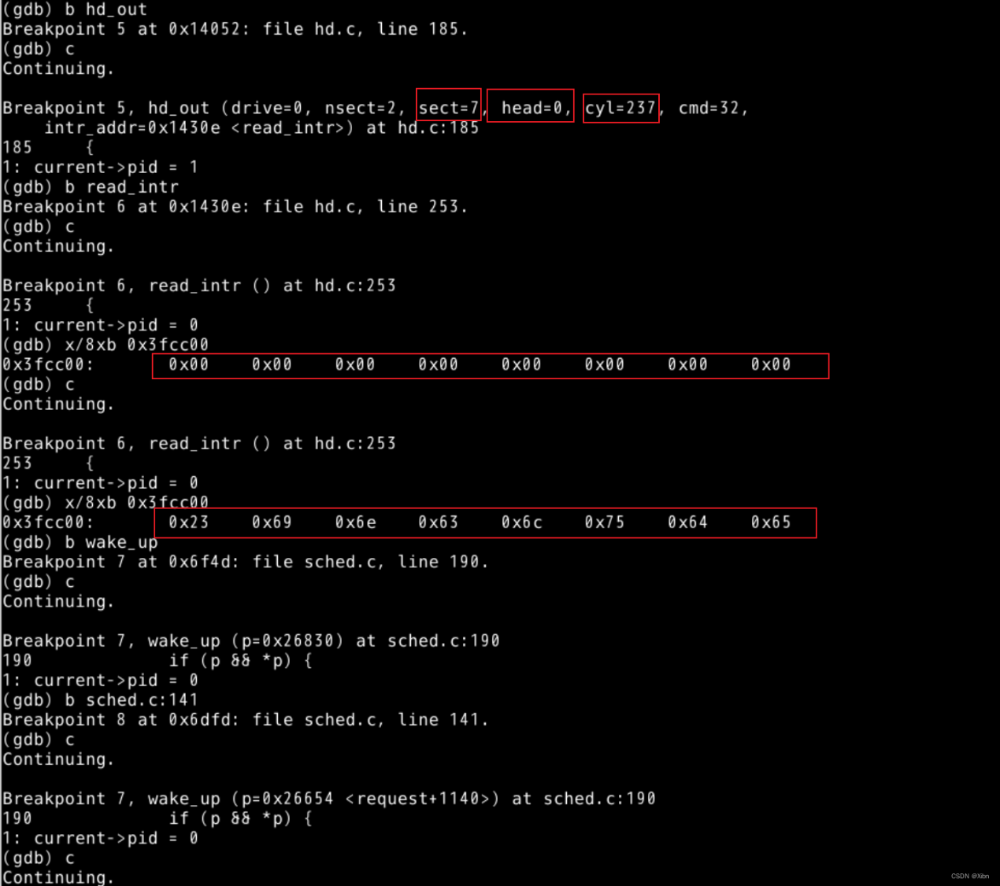 (gdb) b hd_out
Breakpoint 5 at 0x14052: file hd.c, line 185.
(gdb) c
Continuing.
Breakpoint 5, hd_out (drive=0, nsect=2, sect=7, head=0, cyl=237, cmd=32,
    intr_addr=0x1430e <read_intr>) at hd.c:185
185     {
1: current->pid = 1
(gdb) b read_intr
Breakpoint 6 at 0x1430e: file hd.c, line 253.
(gdb) c
Continuing.
Breakpoint 6, read_intr () at hd.c:253
253     {
1: current->pid = 0
(gdb) x/8xb 0x3fcc00
0x3fcc00:       0x00    0x00    0x00    0x00    0x00    0x00    0x00    0x00
(gdb) c
Continuing.
Breakpoint 6, read_intr () at hd.c:253
253     {
1: current->pid = 0
(gdb) x/8xb 0x3fcc00
0x3fcc00:       0x23    0x69    0x6e    0x63    0x6c    0x75    0x64    0x65
(gdb) b wake_up
Breakpoint 7 at 0x6f4d: file sched.c, line 190.
(gdb) c
Continuing.
Breakpoint 7, wake_up (p=0x26830) at sched.c:190
190             if (p && *p) {
1: current->pid = 0
(gdb) b sched.c:141
Breakpoint 8 at 0x6dfd: file sched.c, line 141.
(gdb) c
Continuing.
Breakpoint 7, wake_up (p=0x26654 <request+1140>) at sched.c:190
190             if (p && *p) {
1: current->pid = 0
(gdb) c
Continuing.
CSDN @Xibn